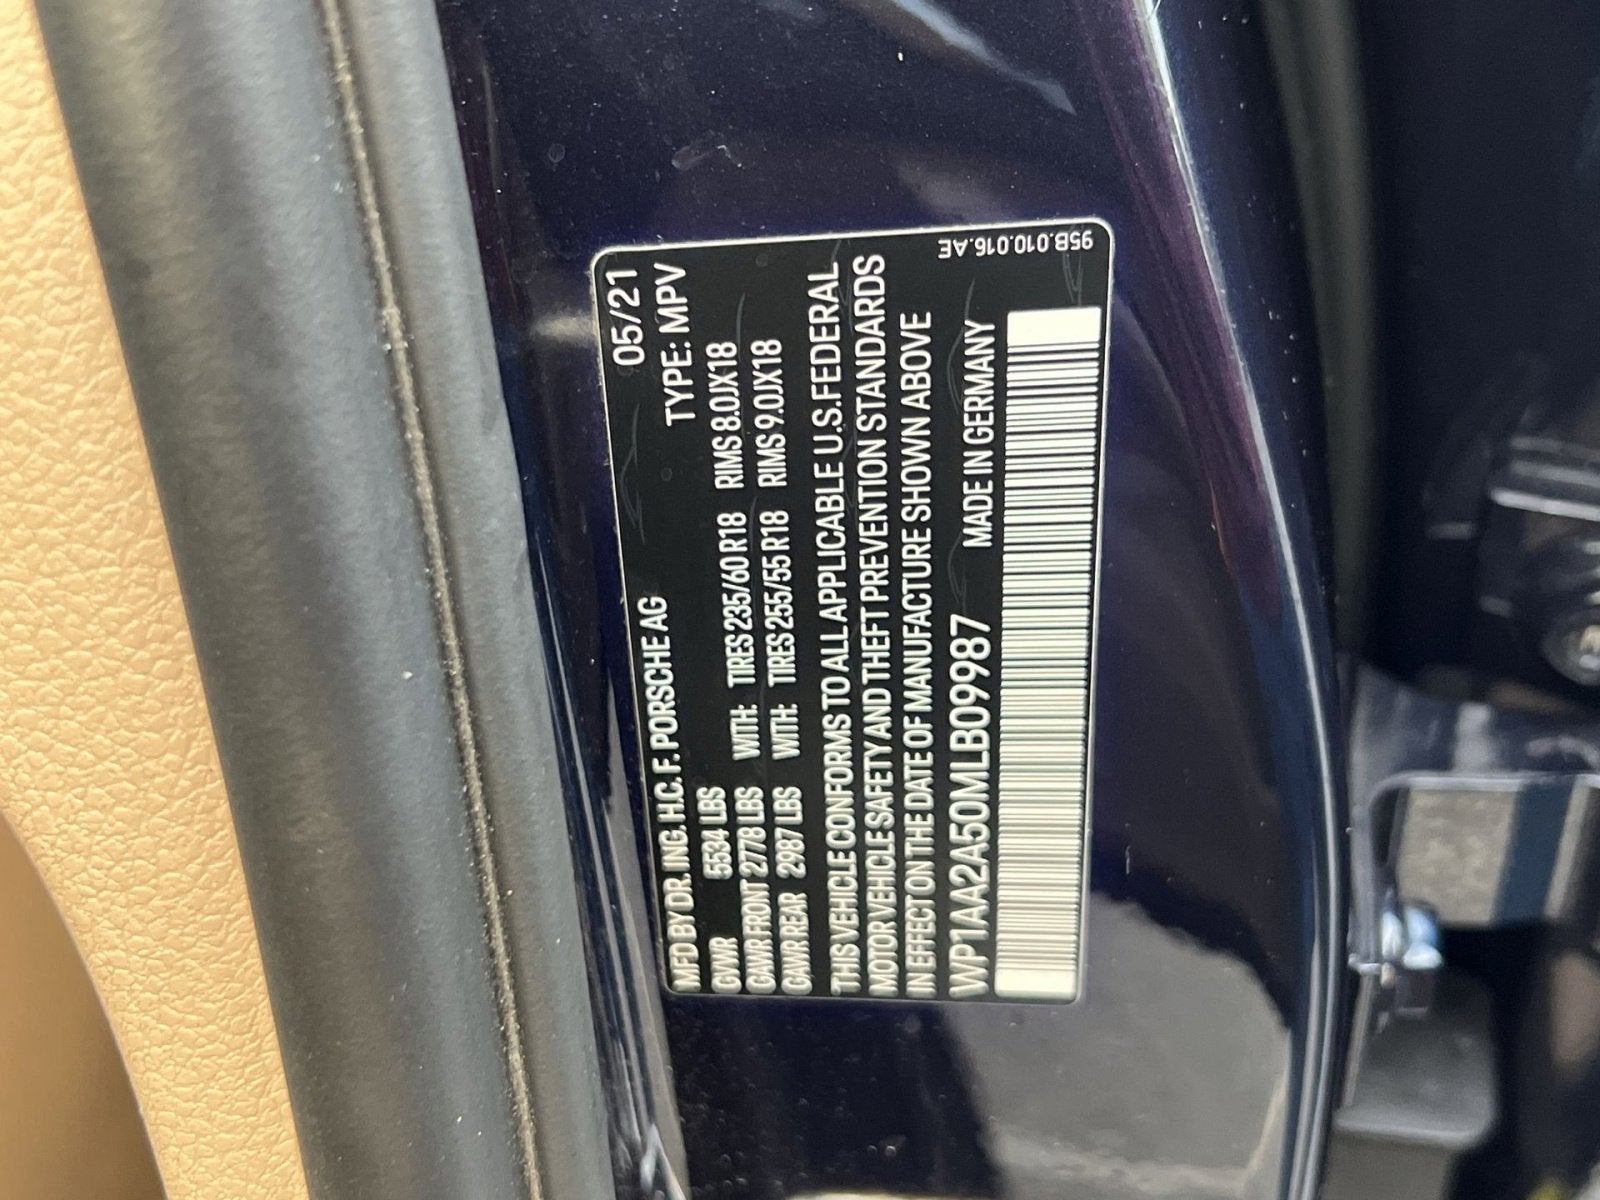 05/21
MFD BY DR. ING. H.C. F. PORSCHE AG TYPE: MPV
GVWR 5534 LBS
GAWR FRONT 2778 LBS WITH: TIRES 235/60 R18 RIMS 8.0JX18
GAWR REAR 2987 LBS WITH: TIRES 255/55 R18 RIMS 9.0JX18
THIS VEHICLE CONFORMS TO ALL APPLICABLE U.S.FEDERAL
MOTOR VEHICLE SAFETY AND THEFT PREVENTION STANDARDS
IN EFFECT ON THE DATE OF MANUFACTURE SHOWN ABOVE
WP1AA2A50MLB09987 MADE IN GERMANY
95B.010.016.AE